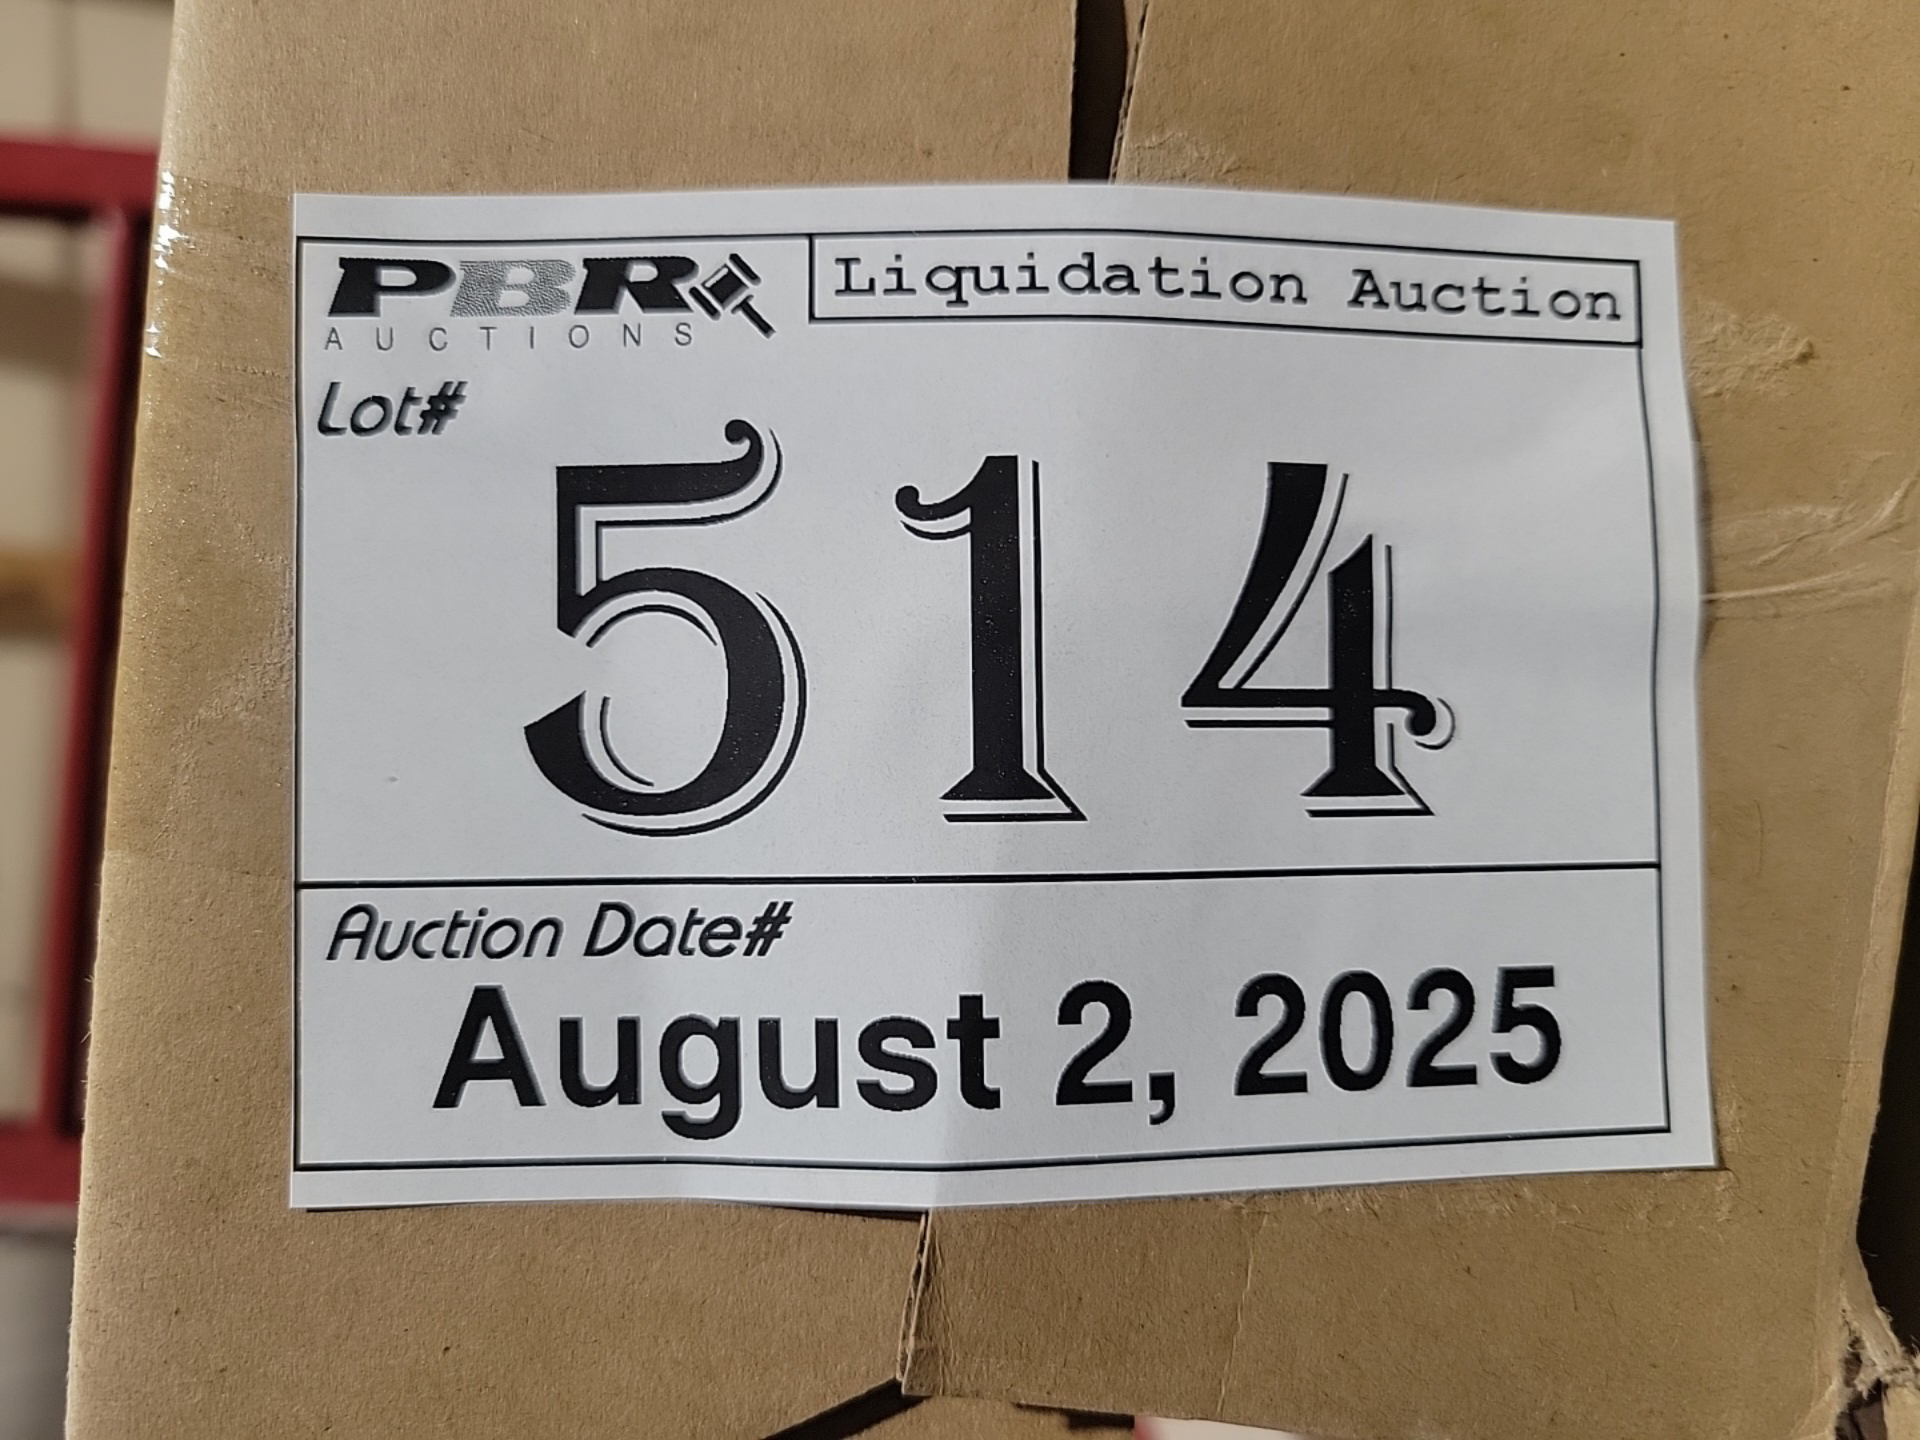 PBR
AUCTIONS
Liquidation Auction
Lot#
514
Auction Date#
August 2, 2025